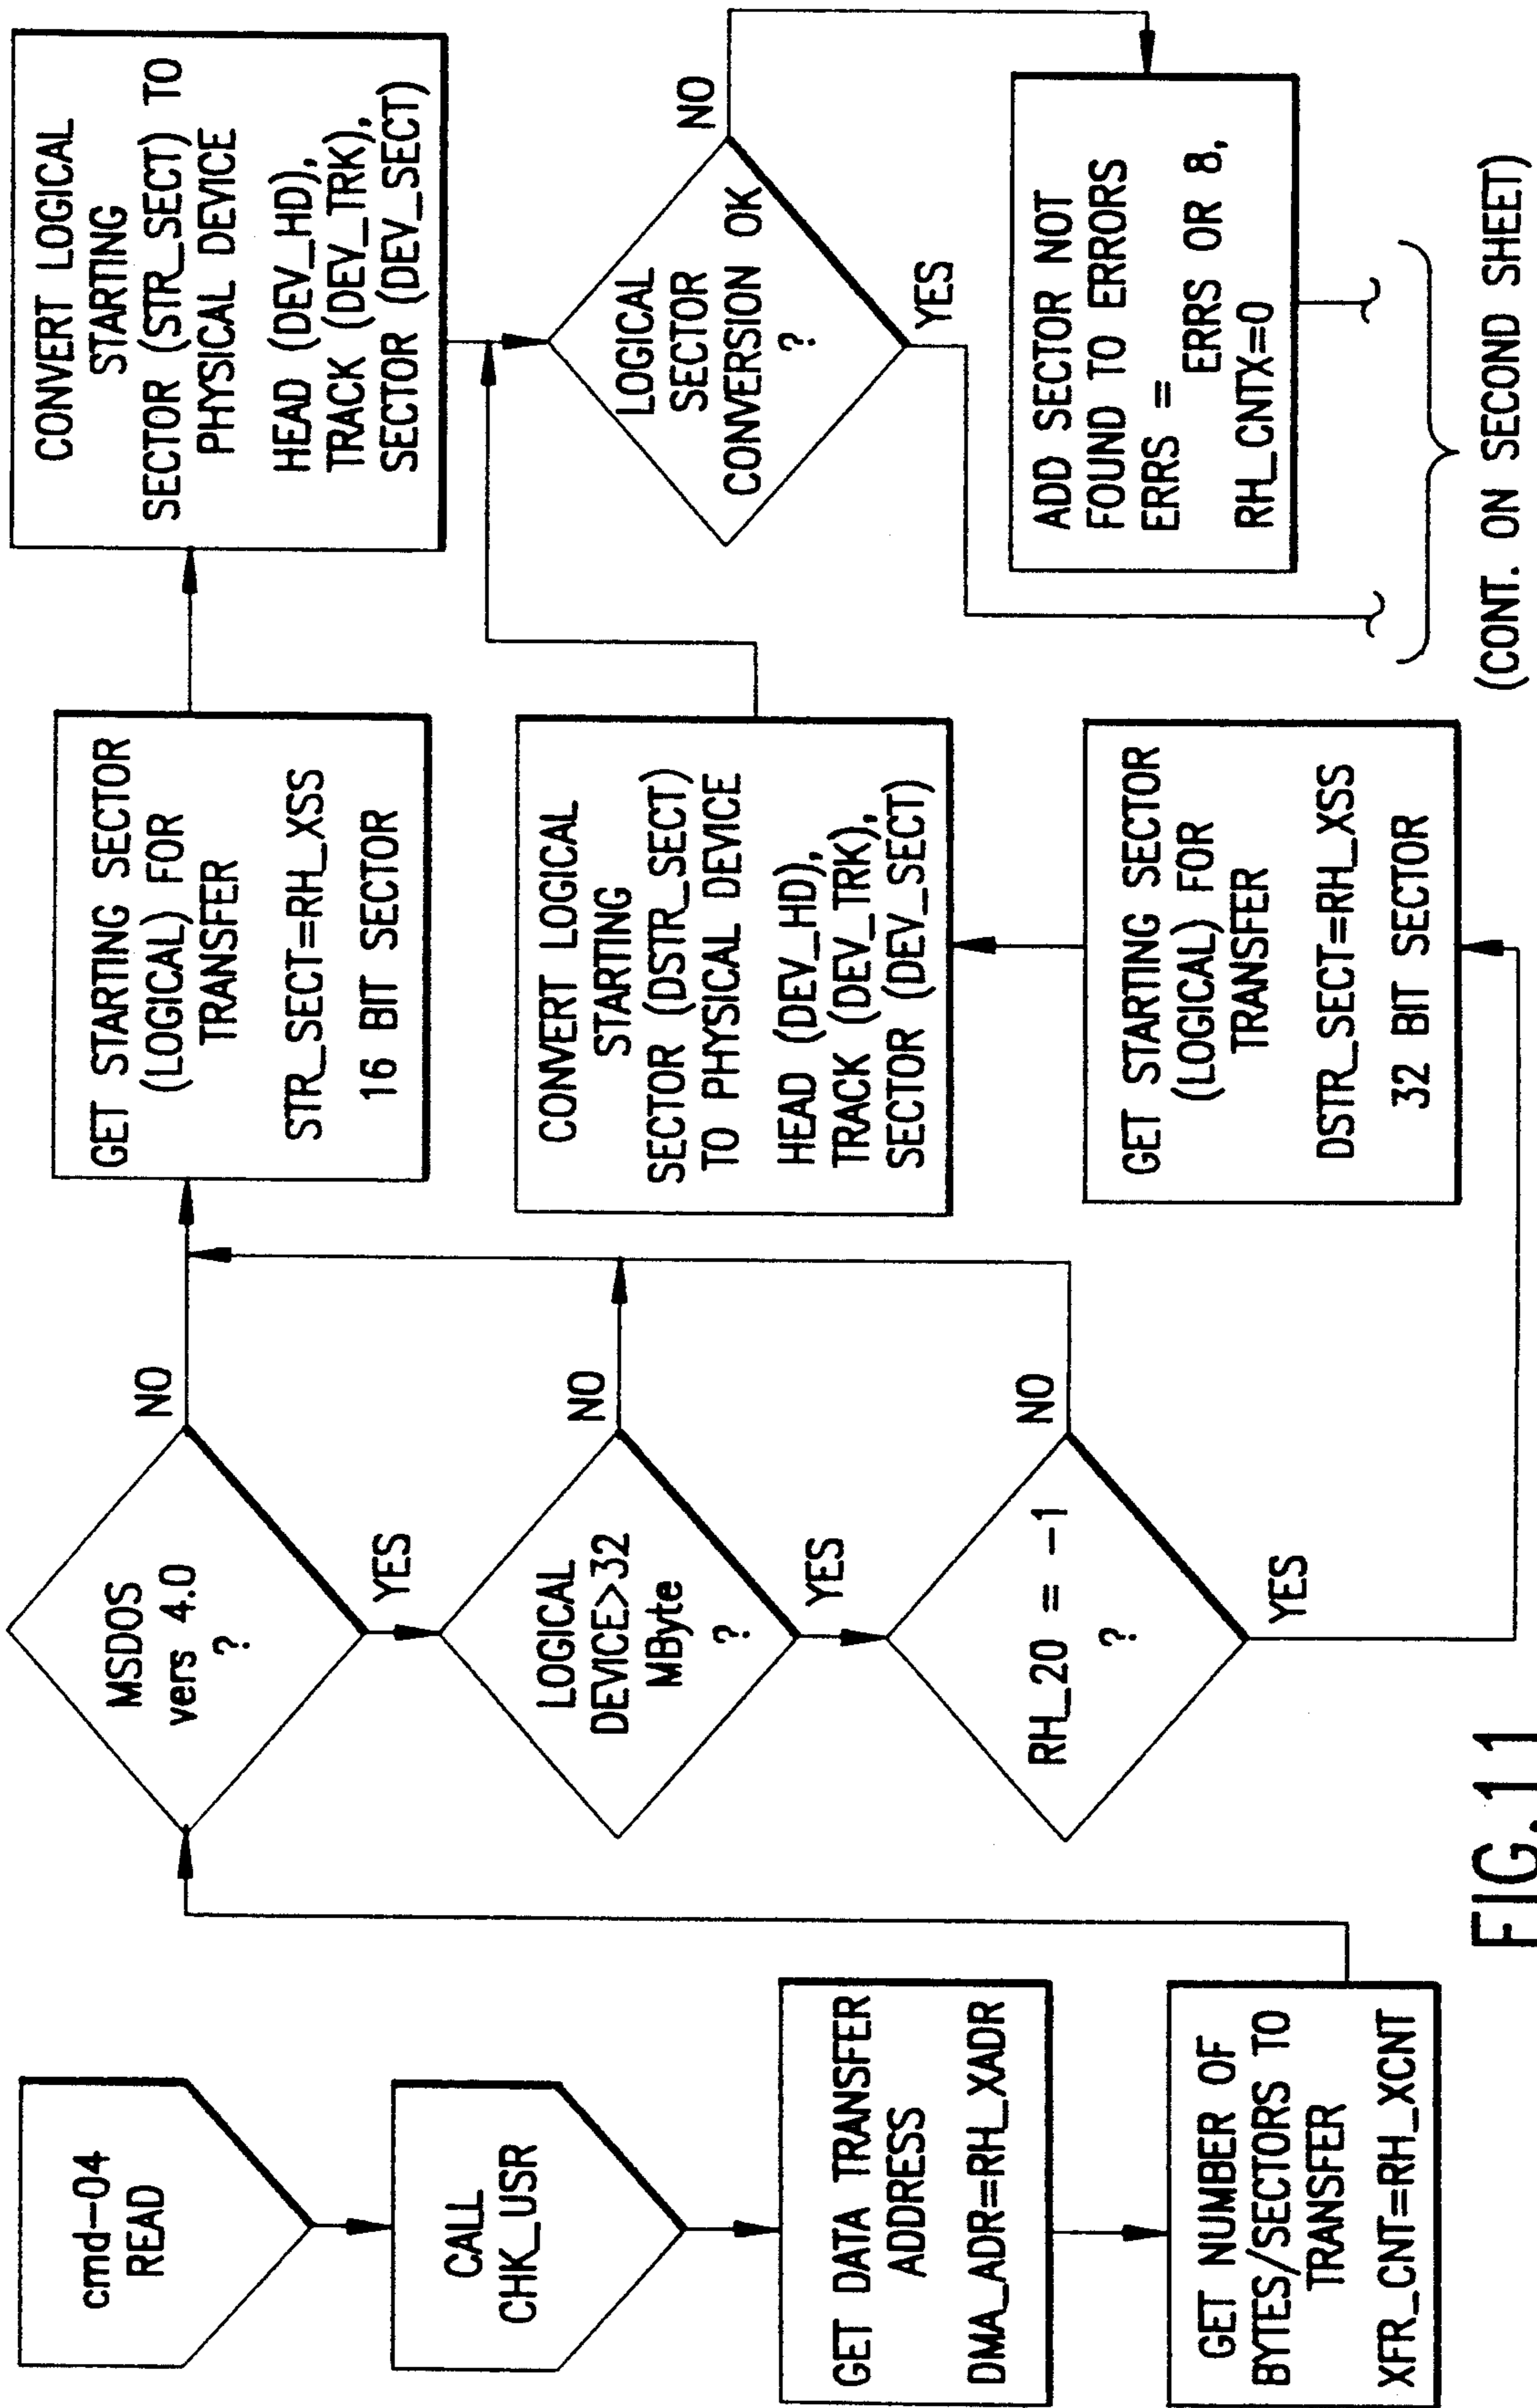 cmd-04
READ
CALL
CHK_USR
GET DATA TRANSFER
ADDRESS
DMA_ADR=RH_XADR
GET NUMBER OF
BYTES/SECTORS TO
TRANSFER
XFR_CNT=RH_XCNT
MSDOS
vers 4.0
?
NO
YES
LOGICAL
DEVICE>32
MByte
?
NO
YES
RH_20 = -1
?
NO
YES
GET STARTING SECTOR
(LOGICAL) FOR
TRANSFER
STR_SECT=RH_XSS
16 BIT SECTOR
CONVERT LOGICAL
STARTING
SECTOR (DSTR_SECT)
TO PHYSICAL DEVICE
HEAD (DEV_HD),
TRACK (DEV_TRK),
SECTOR (DEV_SECT)
GET STARTING SECTOR
(LOGICAL) FOR
TRANSFER
DSTR_SECT=RH_XSS
32 BIT SECTOR
CONVERT LOGICAL
STARTING
SECTOR (STR_SECT) TO
PHYSICAL DEVICE
HEAD (DEV_HD),
TRACK (DEV_TRK),
SECTOR (DEV_SECT)
LOGICAL
SECTOR
CONVERSION OK
?
NO
YES
ADD SECTOR NOT
FOUND TO ERRORS
ERRS =
ERRS OR 8,
RH_CNTX=0
(CONT. ON SECOND SHEET)
FIG. 11